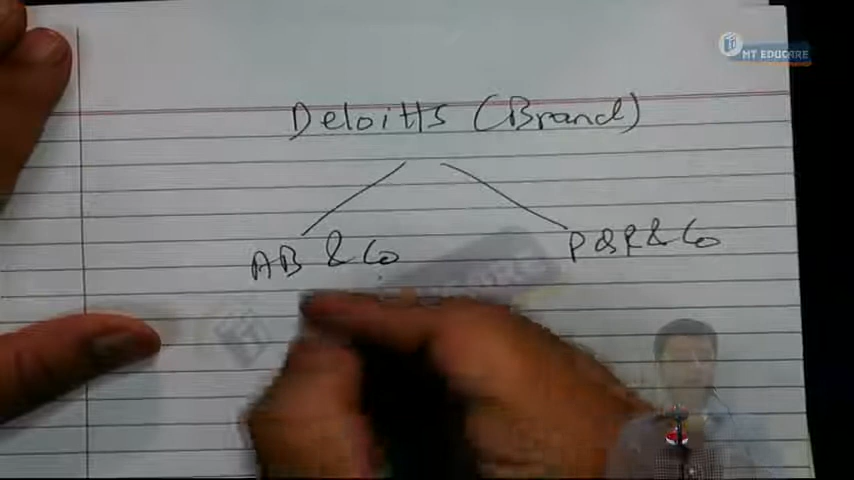 MT EDUCARE
Deloitts (Brand)
AB & Co
P & R & Co